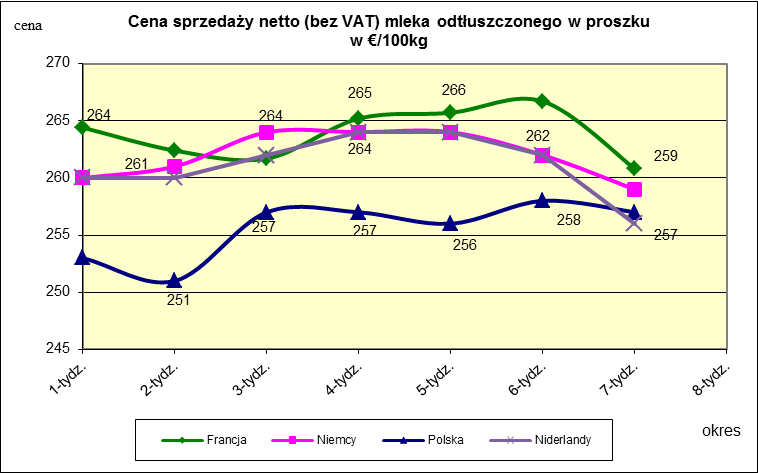 Cena sprzedaży netto (bez VAT) mleka odtłuszczonego w proszku
w €/100kg
cena
270
265
260
255
250
245
264
261
251
264
257
265
264
257
266
256
262
258
259
257
1-tydz.
2-tydz.
3-tydz.
4-tydz.
5-tydz.
6-tydz.
7-tydz.
8-tydz.
okres
Francja
Niemcy
Polska
Niderlandy